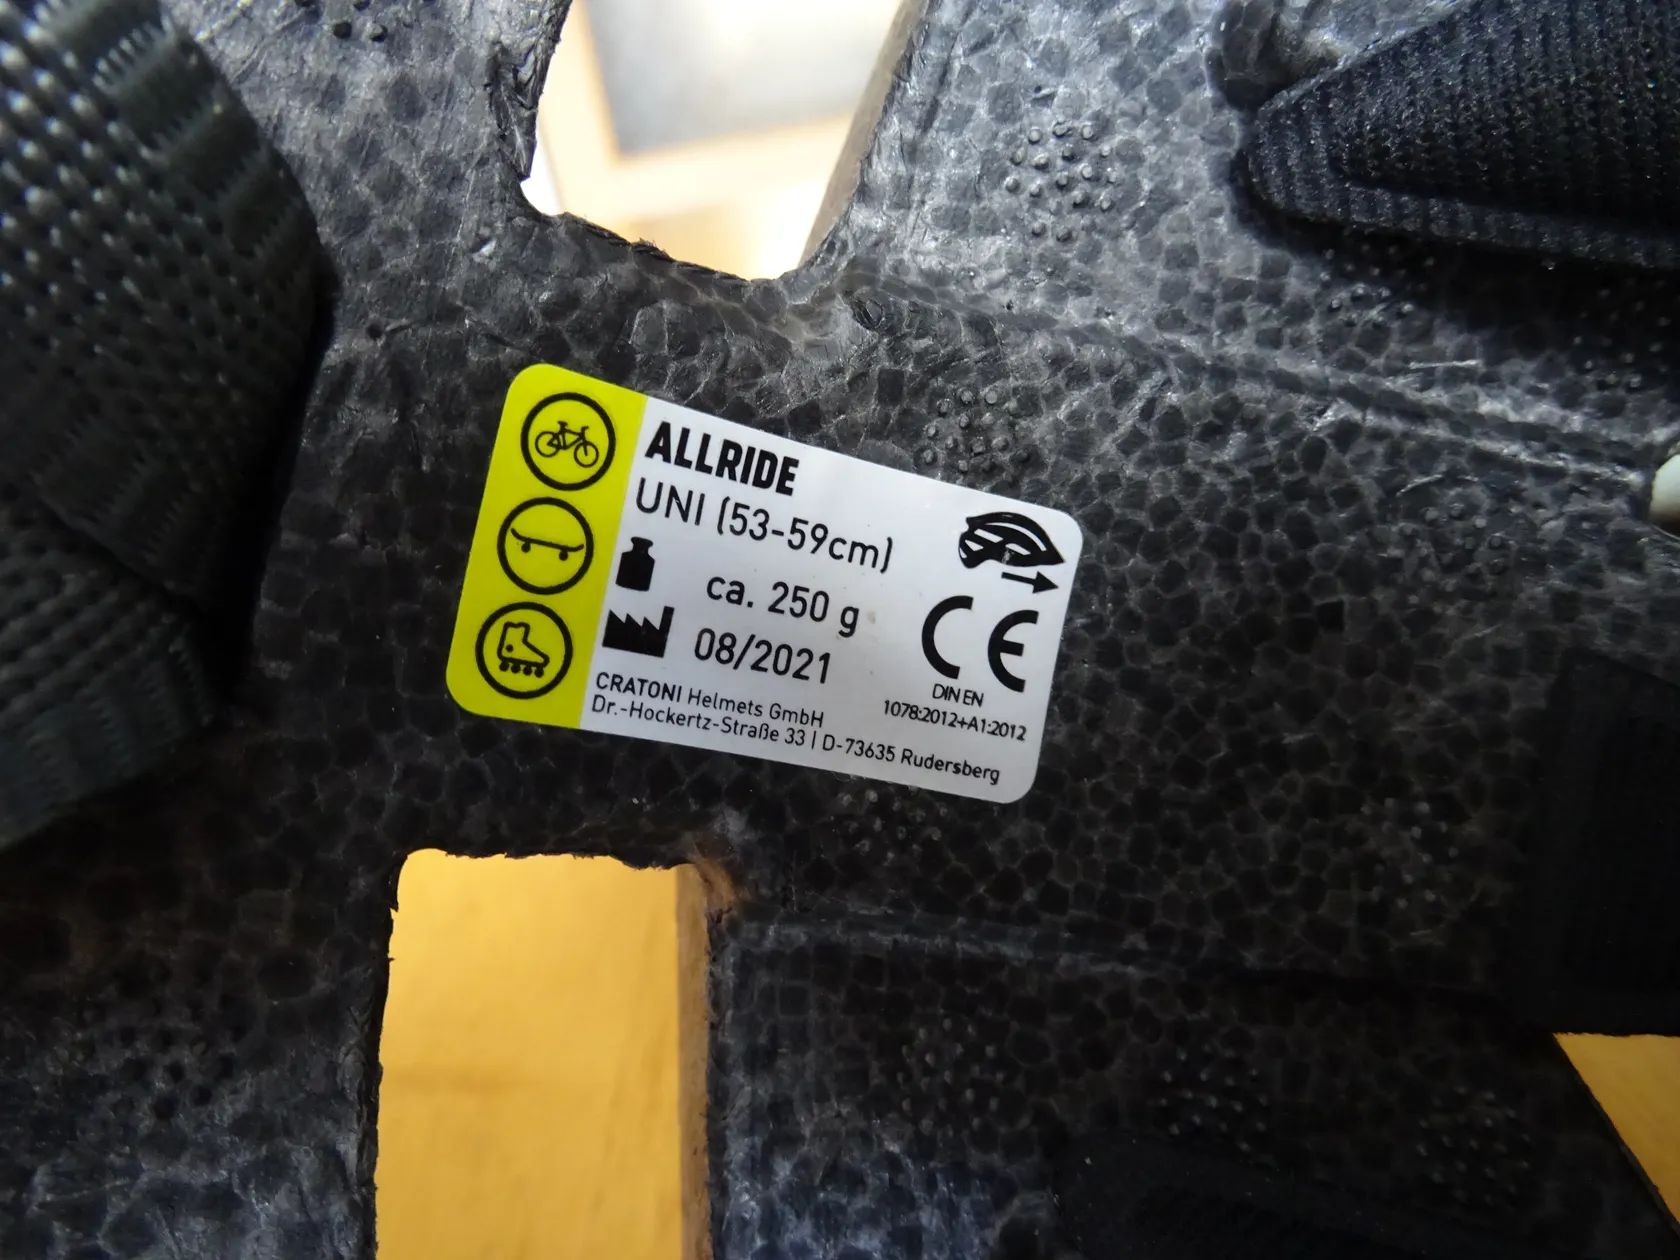 ALLRIDE
UNI (53-59cm)
ca. 250 g
08/2021
CE
DIN EN
1078:2012+A1:2012
CRATONI Helmets GmbH
Dr.-Hockertz-Straße 33 | D-73635 Rudersberg